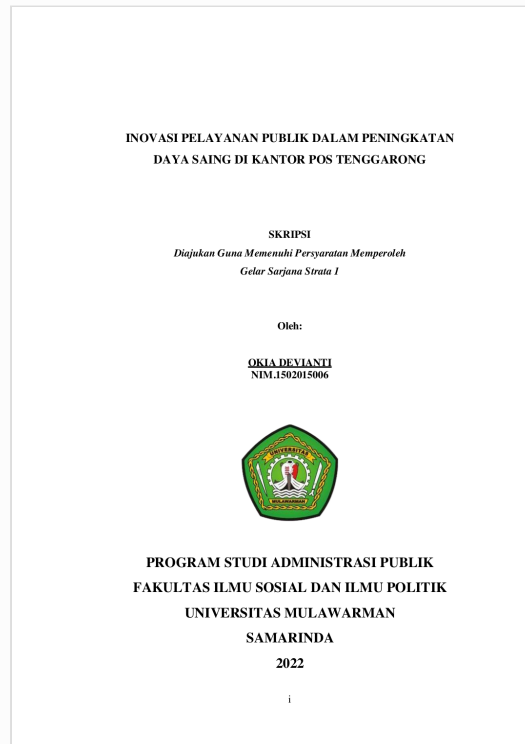 INOVASI PELAYANAN PUBLIK DALAM PENINGKATAN
DAYA SAING DI KANTOR POS TENGGARONG
SKRIPSI
Diajukan Guna Memenuhi Persyaratan Memperoleh
Gelar Sarjana Strata 1
Oleh:
OKIA DEVIANTI
NIM.1502015006
UNIVERSITAS
MULAWARMAN
PROGRAM STUDI ADMINISTRASI PUBLIK
FAKULTAS ILMU SOSIAL DAN ILMU POLITIK
UNIVERSITAS MULAWARMAN
SAMARINDA
2022
i